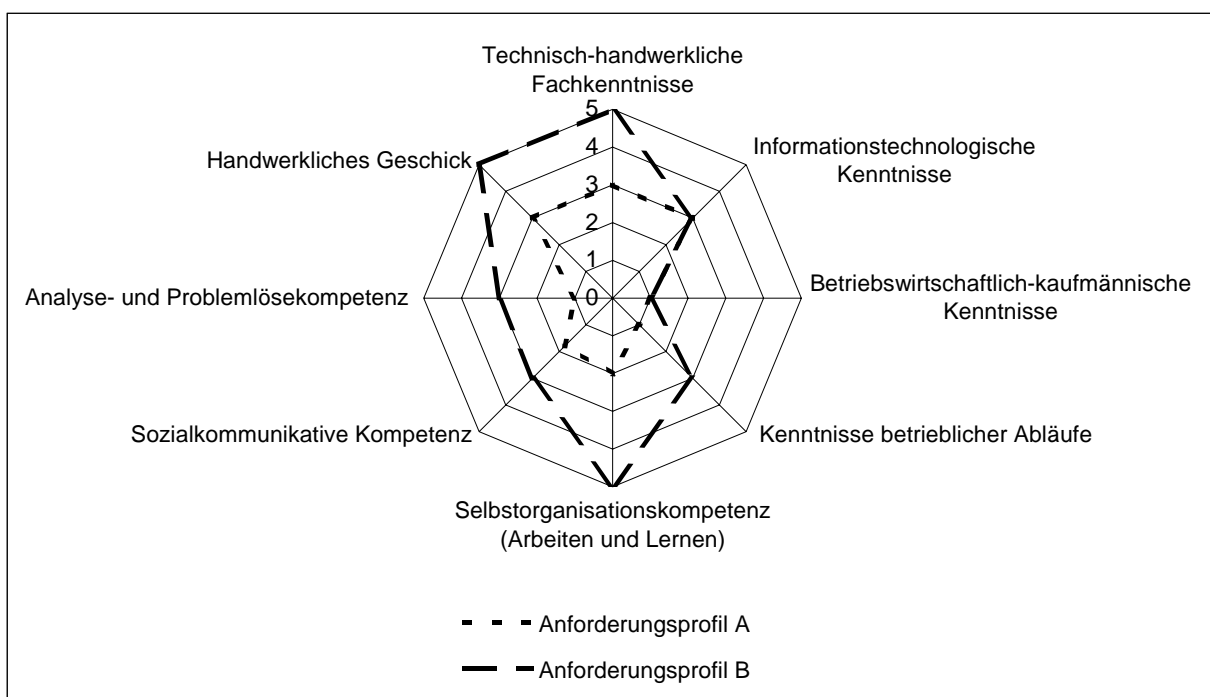 Technisch-handwerkliche
Fachkenntnisse
5
4
3
2
1
0
Informationstechnologische
Kenntnisse
Betriebswirtschaftlich-kaufmännische
Kenntnisse
Kenntnisse betrieblicher Abläufe
Selbstorganisationskompetenz
(Arbeiten und Lernen)
Sozialkommunikative Kompetenz
Analyse- und Problemlösekompetenz
Handwerkliches Geschick
Anforderungsprofil A
Anforderungsprofil B